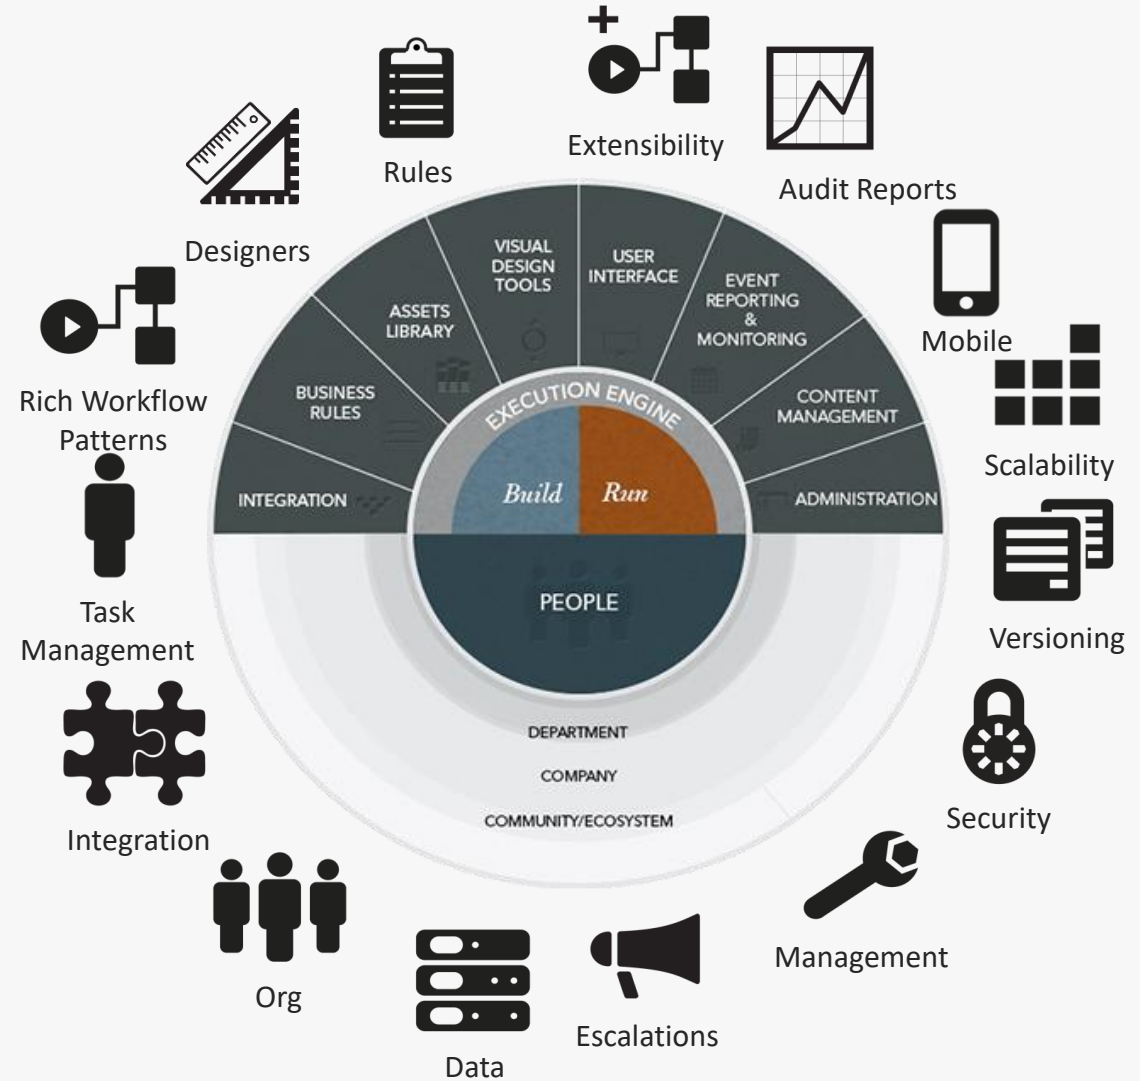 Rules
Extensibility
Audit Reports
Designers
Mobile
Rich Workflow
Patterns
Scalability
Task
Management
Versioning
Integration
Security
Org
Management
Data
Escalations
VISUAL
DESIGN
TOOLS
USER
INTERFACE
ASSETS
LIBRARY
EVENT
REPORTING
&
MONITORING
BUSINESS
RULES
CONTENT
MANAGEMENT
INTEGRATION
ADMINISTRATION
EXECUTION ENGINE
Build
Run
PEOPLE
DEPARTMENT
COMPANY
COMMUNITY/ECOSYSTEM